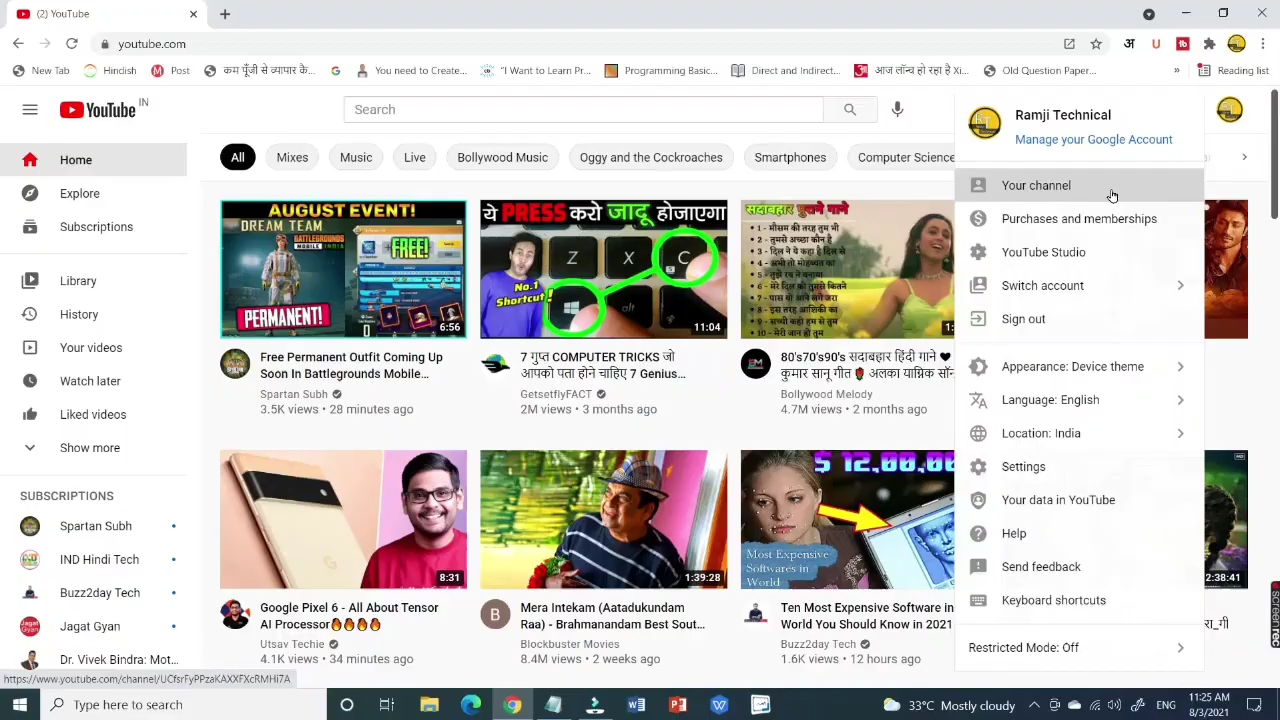 (2) YouTube
youtube.com
New Tab
Hindish
Post
कम पूँजी से व्यापार के...
You need to Create...
"I Want to Learn Pr...
Programming Basic...
Direct and Indirect...
आज लॉन्च हो रहा है Xi...
Old Question Paper...
»
Reading list
YouTube IN
Search
Ramji Technical
Manage your Google Account
All
Mixes
Music
Live
Bollywood Music
Oggy and the Cockroaches
Smartphones
Computer Science
Home
Explore
Subscriptions
Library
History
Your videos
Watch later
Liked videos
Show more
SUBSCRIPTIONS
Spartan Subh
IND Hindi Tech
Buzz2day Tech
Jagat Gyan
Dr. Vivek Bindra: Mot...
AUGUST EVENT!
DREAM TEAM
BATTLEGROUNDS
MOBILE INDIA
FREE!
PERMANENT!
6:56
Free Permanent Outfit Coming Up
Soon In Battlegrounds Mobile...
Spartan Subh
3.5K views • 28 minutes ago
ये PRESS करो जादू होजाएगा
Z X C
No.1
Shortcut!
alt
11:04
7 गुप्त COMPUTER TRICKS जो
आपको पता होने चाहिए 7 Genius...
GetsetflyFACT
2M views • 3 months ago
सदाबहार पुराने गाने
80's70's90's सदाबहार हिंदी गाने ❤
कुमार सानू गीत 🌹 अलका याग्निक सॉन
Bollywood Melody
4.7M views • 2 months ago
8:31
Google Pixel 6 - All About Tensor
AI Processor🔥🔥🔥🔥
Utsav Techie
4.1K views • 34 minutes ago
1:39:28
Mera Intekam (Aatadukundam
Raa) - Brahmanandam Best Sout...
Blockbuster Movies
8.4M views • 2 weeks ago
$ 12,00,00
Most Expensive
Softwares in
World
Ten Most Expensive Software in
World You Should Know in 2021
Buzz2day Tech
1.6K views • 12 hours ago
2:38:41
Your channel
Purchases and memberships
YouTube Studio
Switch account
Sign out
Appearance: Device theme
Language: English
Location: India
Settings
Your data in YouTube
Help
Send feedback
Keyboard shortcuts
Restricted Mode: Off
https://www.youtube.com/channel/UCfsrFyPPzaKAXXFXcRMHi7A
Type here to search
33°C Mostly cloudy
ENG
11:25 AM
8/3/2021